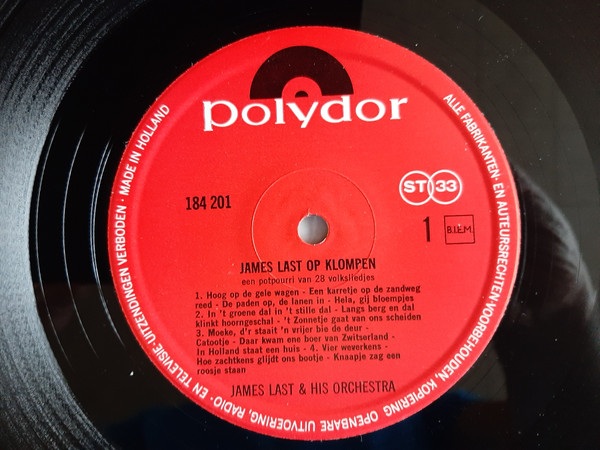 polydor
184 201
ST 33
1
B.I.E.M.
JAMES LAST OP KLOMPEN
een potpourri van 28 volksliedjes
1. Hoog op de gele wagen - Een karretje op de zandweg
reed - De paden op, de lanen in - Hela, gij bloempjes
2. In 't groene dal in 't stille dal - Langs berg en dal
klinkt hoorngeschal - 't Zonnetje gaat van ons scheiden
3. Moeke, d'r staait 'n vrijer bie de deur -
Catootje - Daar kwam ene boer van Zwitserland -
In Holland staat een huis - 4. Vier weverkens -
Hoe zachtkens glijdt ons bootje - Knaapje zag een
roosje staan
JAMES LAST & HIS ORCHESTRA
ALLE FABRIKANTEN- EN AUTEURSRECHTEN VOORBEHOUDEN, KOPIERING, OPENBARE UITVOERING, RADIO- EN TELEVISIE-UITZENDINGEN VERBODEN · MADE IN HOLLAND